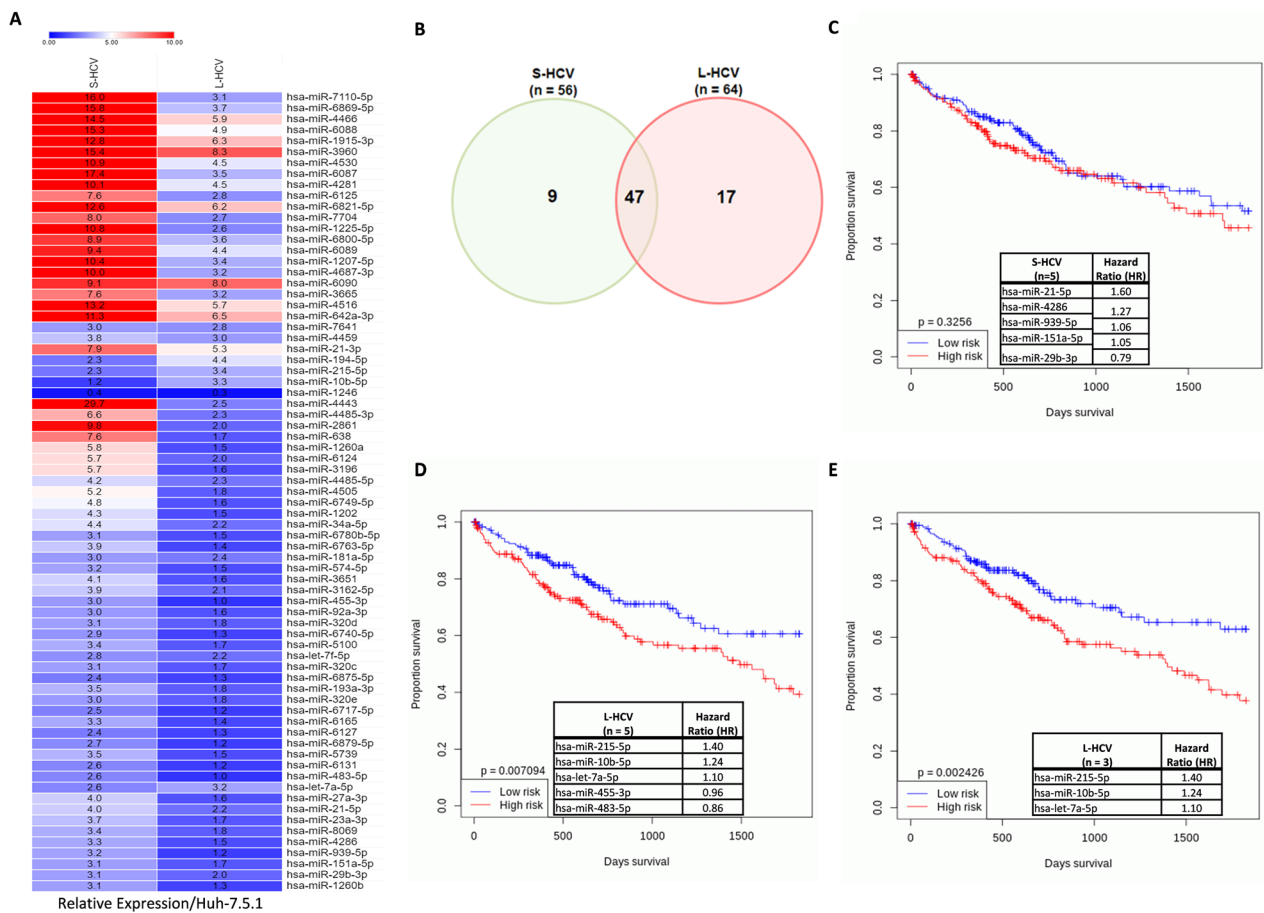 A
0.00 5.00 10.00
S-HCV L-HCV
16.0 3.1 hsa-miR-7110-5p
15.8 3.7 hsa-miR-6869-5p
14.5 5.9 hsa-miR-4466
15.3 4.9 hsa-miR-6088
12.8 6.3 hsa-miR-1915-3p
15.4 8.3 hsa-miR-3960
10.9 4.5 hsa-miR-4530
17.4 3.5 hsa-miR-6087
10.1 4.5 hsa-miR-4281
7.6 2.8 hsa-miR-6125
12.6 6.2 hsa-miR-6821-5p
8.0 2.7 hsa-miR-7704
10.8 2.6 hsa-miR-1225-5p
8.9 3.6 hsa-miR-6800-5p
9.4 4.4 hsa-miR-6089
10.4 3.4 hsa-miR-1207-5p
10.0 3.2 hsa-miR-4687-3p
9.1 8.0 hsa-miR-6090
7.6 3.2 hsa-miR-3665
13.2 5.7 hsa-miR-4516
11.3 6.5 hsa-miR-642a-3p
3.0 2.8 hsa-miR-7641
3.8 3.0 hsa-miR-4459
7.9 5.3 hsa-miR-21-3p
2.3 4.4 hsa-miR-194-5p
2.3 3.4 hsa-miR-215-5p
1.2 3.3 hsa-miR-10b-5p
0.4 0.3 hsa-miR-1246
29.7 2.5 hsa-miR-4443
6.6 2.3 hsa-miR-4485-3p
9.8 2.0 hsa-miR-2861
7.6 1.7 hsa-miR-638
5.8 1.5 hsa-miR-1260a
5.7 2.0 hsa-miR-6124
5.7 1.6 hsa-miR-3196
4.2 2.3 hsa-miR-4485-5p
5.2 1.8 hsa-miR-4505
4.8 1.6 hsa-miR-6749-5p
4.3 1.5 hsa-miR-1202
4.4 2.2 hsa-miR-34a-5p
3.1 1.5 hsa-miR-6780b-5p
3.9 1.4 hsa-miR-6763-5p
3.0 2.4 hsa-miR-181a-5p
3.2 1.5 hsa-miR-574-5p
4.1 1.6 hsa-miR-3651
3.9 2.1 hsa-miR-3162-5p
3.0 1.0 hsa-miR-455-3p
3.0 1.6 hsa-miR-92a-3p
3.1 1.8 hsa-miR-320d
2.9 1.3 hsa-miR-6740-5p
3.4 1.7 hsa-miR-5100
2.8 2.2 hsa-let-7f-5p
3.1 1.7 hsa-miR-320c
2.4 1.3 hsa-miR-6875-5p
3.5 1.8 hsa-miR-193a-3p
3.0 1.8 hsa-miR-320e
2.5 1.2 hsa-miR-6717-5p
3.3 1.4 hsa-miR-6165
2.4 1.3 hsa-miR-6127
2.7 1.2 hsa-miR-6879-5p
3.5 1.5 hsa-miR-5739
2.6 1.2 hsa-miR-6131
2.6 1.0 hsa-miR-483-5p
2.6 3.2 hsa-let-7a-5p
4.0 1.6 hsa-miR-27a-3p
4.0 2.2 hsa-miR-21-5p
3.7 1.7 hsa-miR-23a-3p
3.4 1.8 hsa-miR-8069
3.3 1.5 hsa-miR-4286
3.2 1.2 hsa-miR-939-5p
3.1 1.7 hsa-miR-151a-5p
3.1 2.0 hsa-miR-29b-3p
3.1 1.3 hsa-miR-1260b
Relative Expression/Huh-7.5.1
B
S-HCV L-HCV
(n = 56) (n = 64)
9 47 17
C
Proportion survival
1.0
0.8
0.6
0.4
0.2
0.0
S-HCV Hazard
(n=5) Ratio (HR)
hsa-miR-21-5p 1.60
hsa-miR-4286 1.27
hsa-miR-939-5p 1.06
hsa-miR-151a-5p 1.05
hsa-miR-29b-3p 0.79
p = 0.3256
Low risk
High risk
0 500 1000 1500
Days survival
D
Proportion survival
1.0
0.8
0.6
0.4
0.2
0.0
L-HCV Hazard
(n = 5) Ratio (HR)
hsa-miR-215-5p 1.40
hsa-miR-10b-5p 1.24
hsa-let-7a-5p 1.10
hsa-miR-455-3p 0.96
hsa-miR-483-5p 0.86
p = 0.007094
Low risk
High risk
0 500 1000 1500
Days survival
E
Proportion survival
1.0
0.8
0.6
0.4
0.2
0.0
L-HCV Hazard
(n = 3) Ratio (HR)
hsa-miR-215-5p 1.40
hsa-miR-10b-5p 1.24
hsa-let-7a-5p 1.10
p = 0.002426
Low risk
High risk
0 500 1000 1500
Days survival